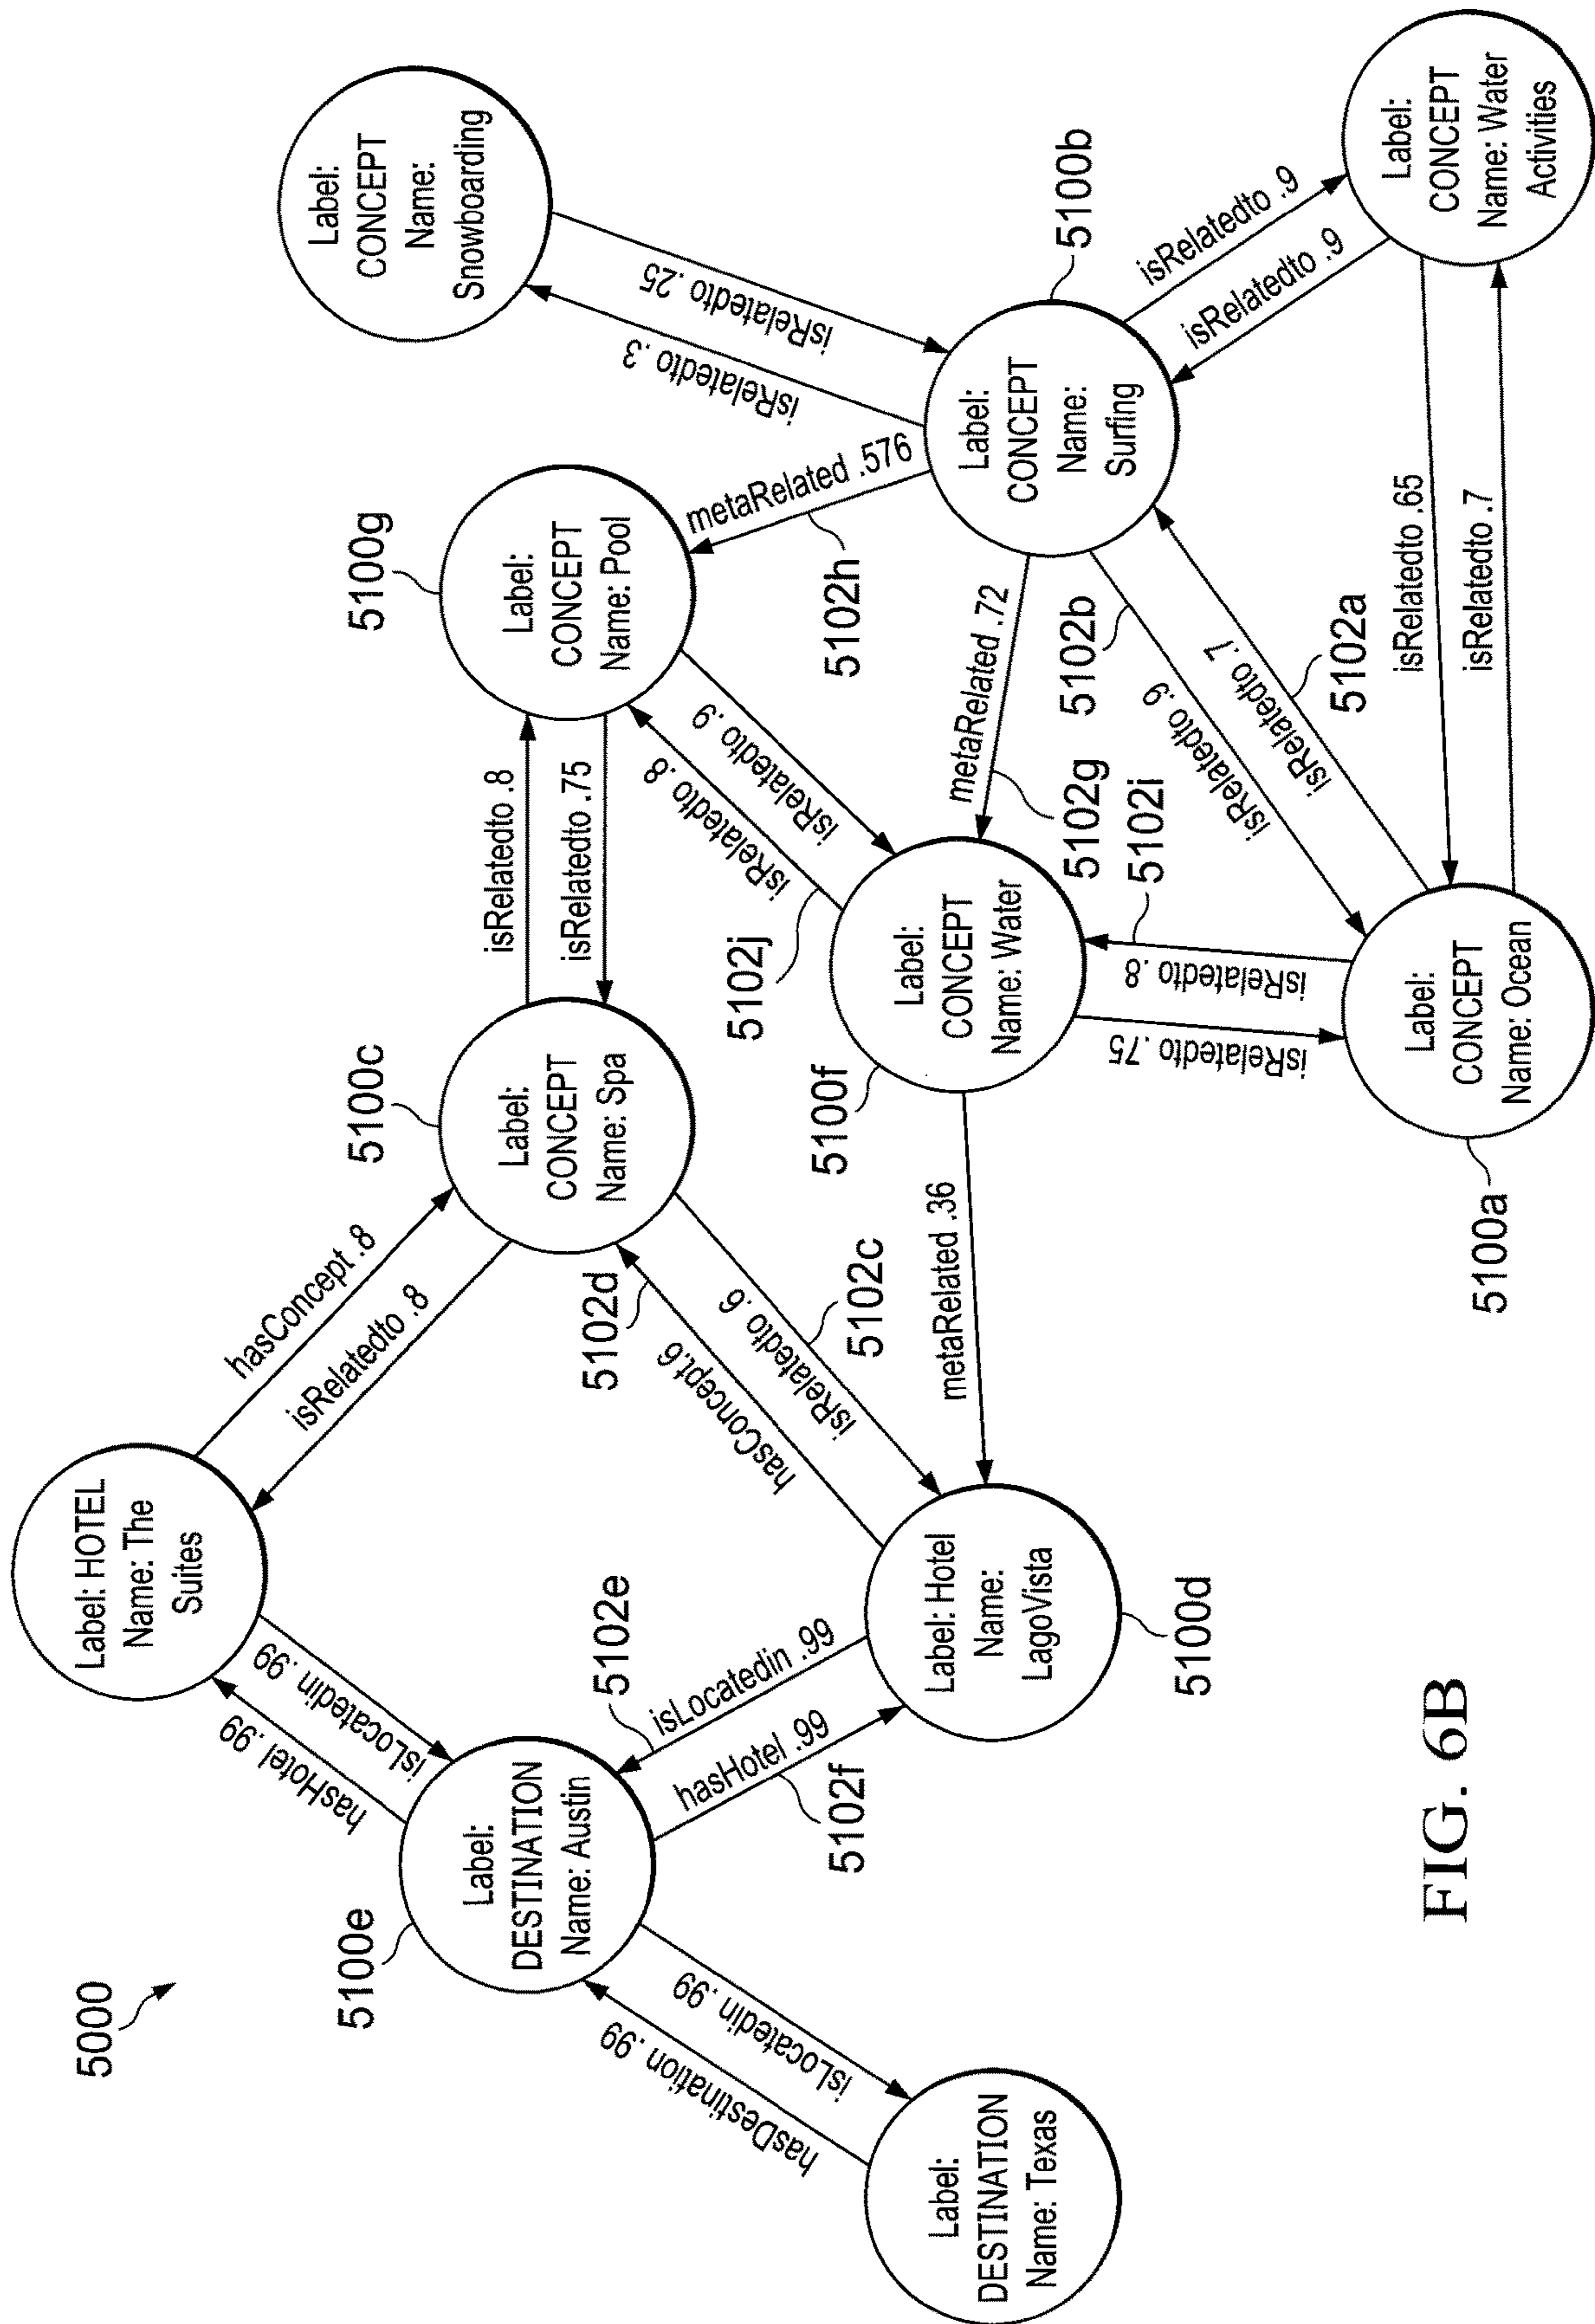 5000
Label: HOTEL
Name: The
Suites
Label:
CONCEPT
Name:
Snowboarding
hasHotel .99
isLocatedin .99
hasConcept .8
isRelatedto .8
5100e
Label:
DESTINATION
Name: Austin
5100c
Label:
CONCEPT
Name: Spa
isRelatedto .8
isRelatedto .75
5100g
Label:
CONCEPT
Name: Pool
isRelatedto .3
isRelatedto .25
hasDestination .99
isLocatedin .99
hasHotel .99
isLocatedin .99
5102e
5102f
hasConcept.6
isRelatedto .6
5102d
5102c
5102j
isRelatedto .8
isRelatedto .9
metaRelated .576
5102h
Label:
DESTINATION
Name: Texas
Label: Hotel
Name:
LagoVista
5100d
metaRelated .36
5100f
Label:
CONCEPT
Name: Water
metaRelated .72
5102g
Label:
CONCEPT
Name:
Surfing
5100b
isRelatedto .75
isRelatedto .8
5102i
isRelatedto .9
5102b
isRelatedto .7
5102a
isRelatedto .9
isRelatedto .9
5100a
Label:
CONCEPT
Name: Ocean
isRelatedto .65
isRelatedto .7
Label:
CONCEPT
Name: Water
Activities
FIG. 6B